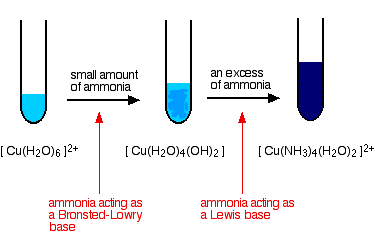 small amount
of ammonia
an excess
of ammonia
[ Cu(H₂O)₆ ]²⁺
[ Cu(H₂O)₄(OH)₂ ]
[ Cu(NH₃)₄(H₂O)₂ ]²⁺
ammonia acting as
a Bronsted-Lowry
base
ammonia acting as
a Lewis base